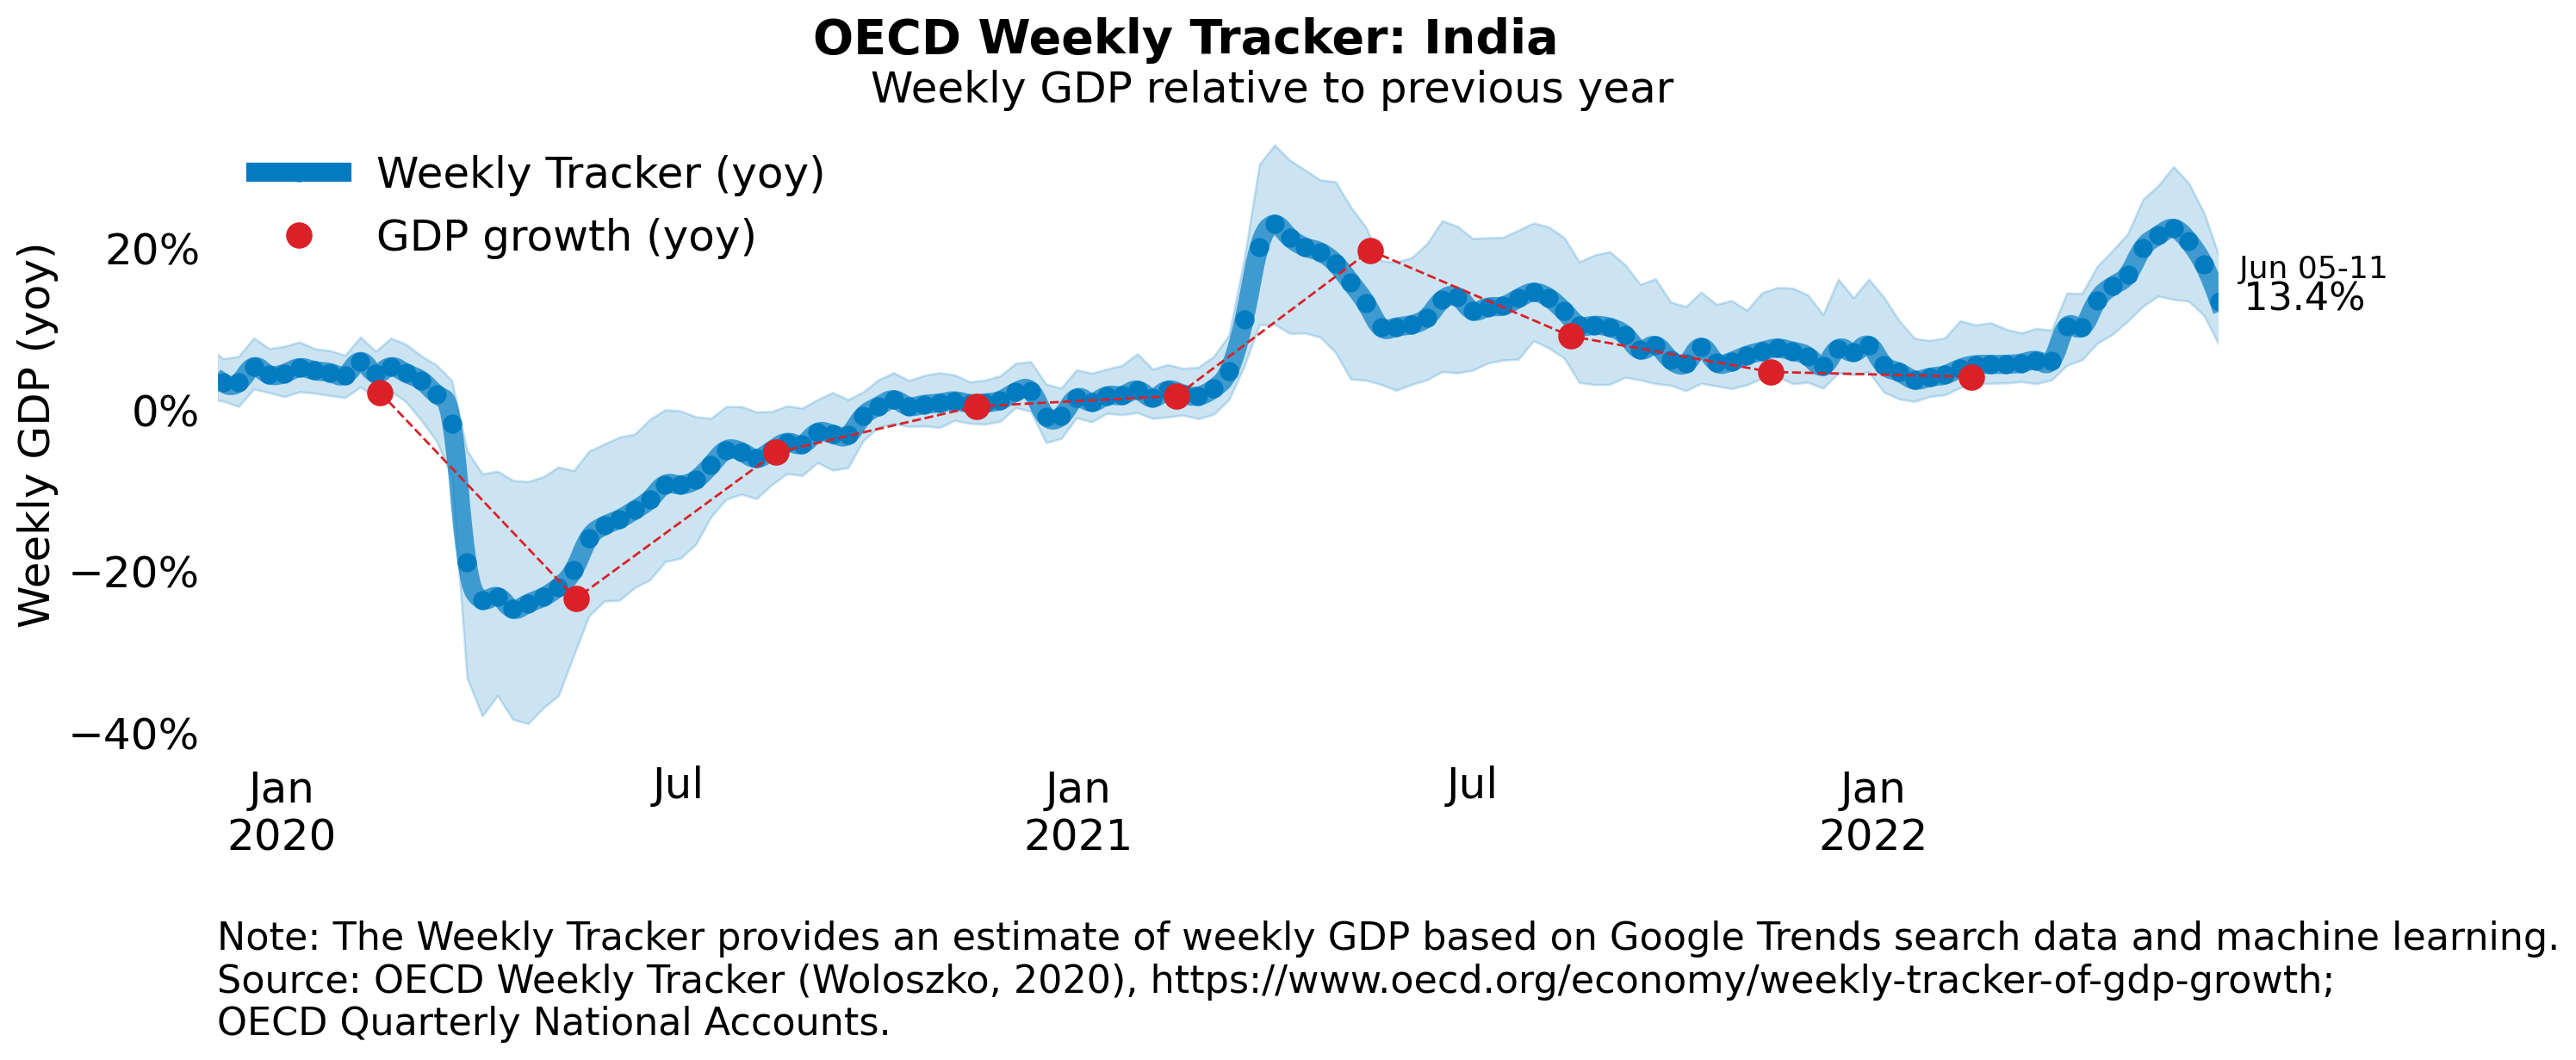 OECD Weekly Tracker: India
Weekly GDP relative to previous year
Weekly Tracker (yoy)
GDP growth (yoy)
Weekly GDP (yoy)
20%
0%
−20%
−40%
Jun 05-11
13.4%
Jan
2020
Jul
Jan
2021
Jul
Jan
2022
Note: The Weekly Tracker provides an estimate of weekly GDP based on Google Trends search data and machine learning.
Source: OECD Weekly Tracker (Woloszko, 2020), https://www.oecd.org/economy/weekly-tracker-of-gdp-growth;
OECD Quarterly National Accounts.